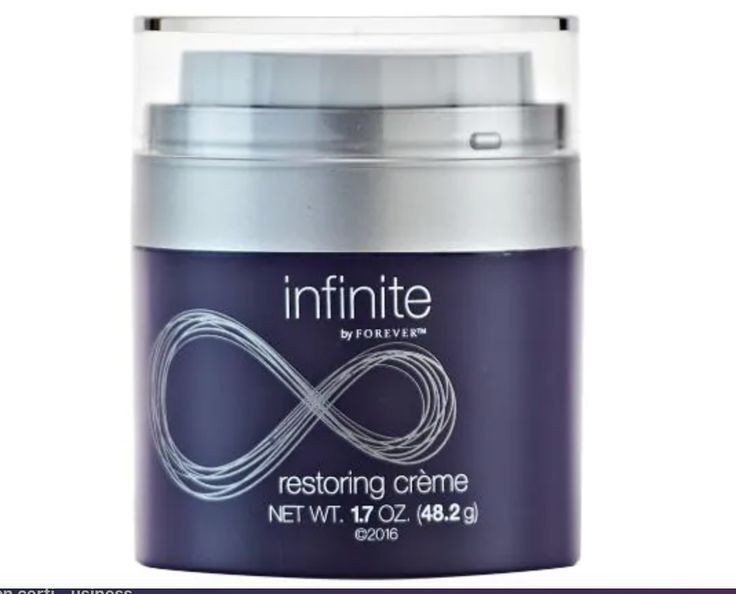 infinite
by FOREVER™
restoring crème
NET WT. 1.7 OZ. (48.2 g)
©2016